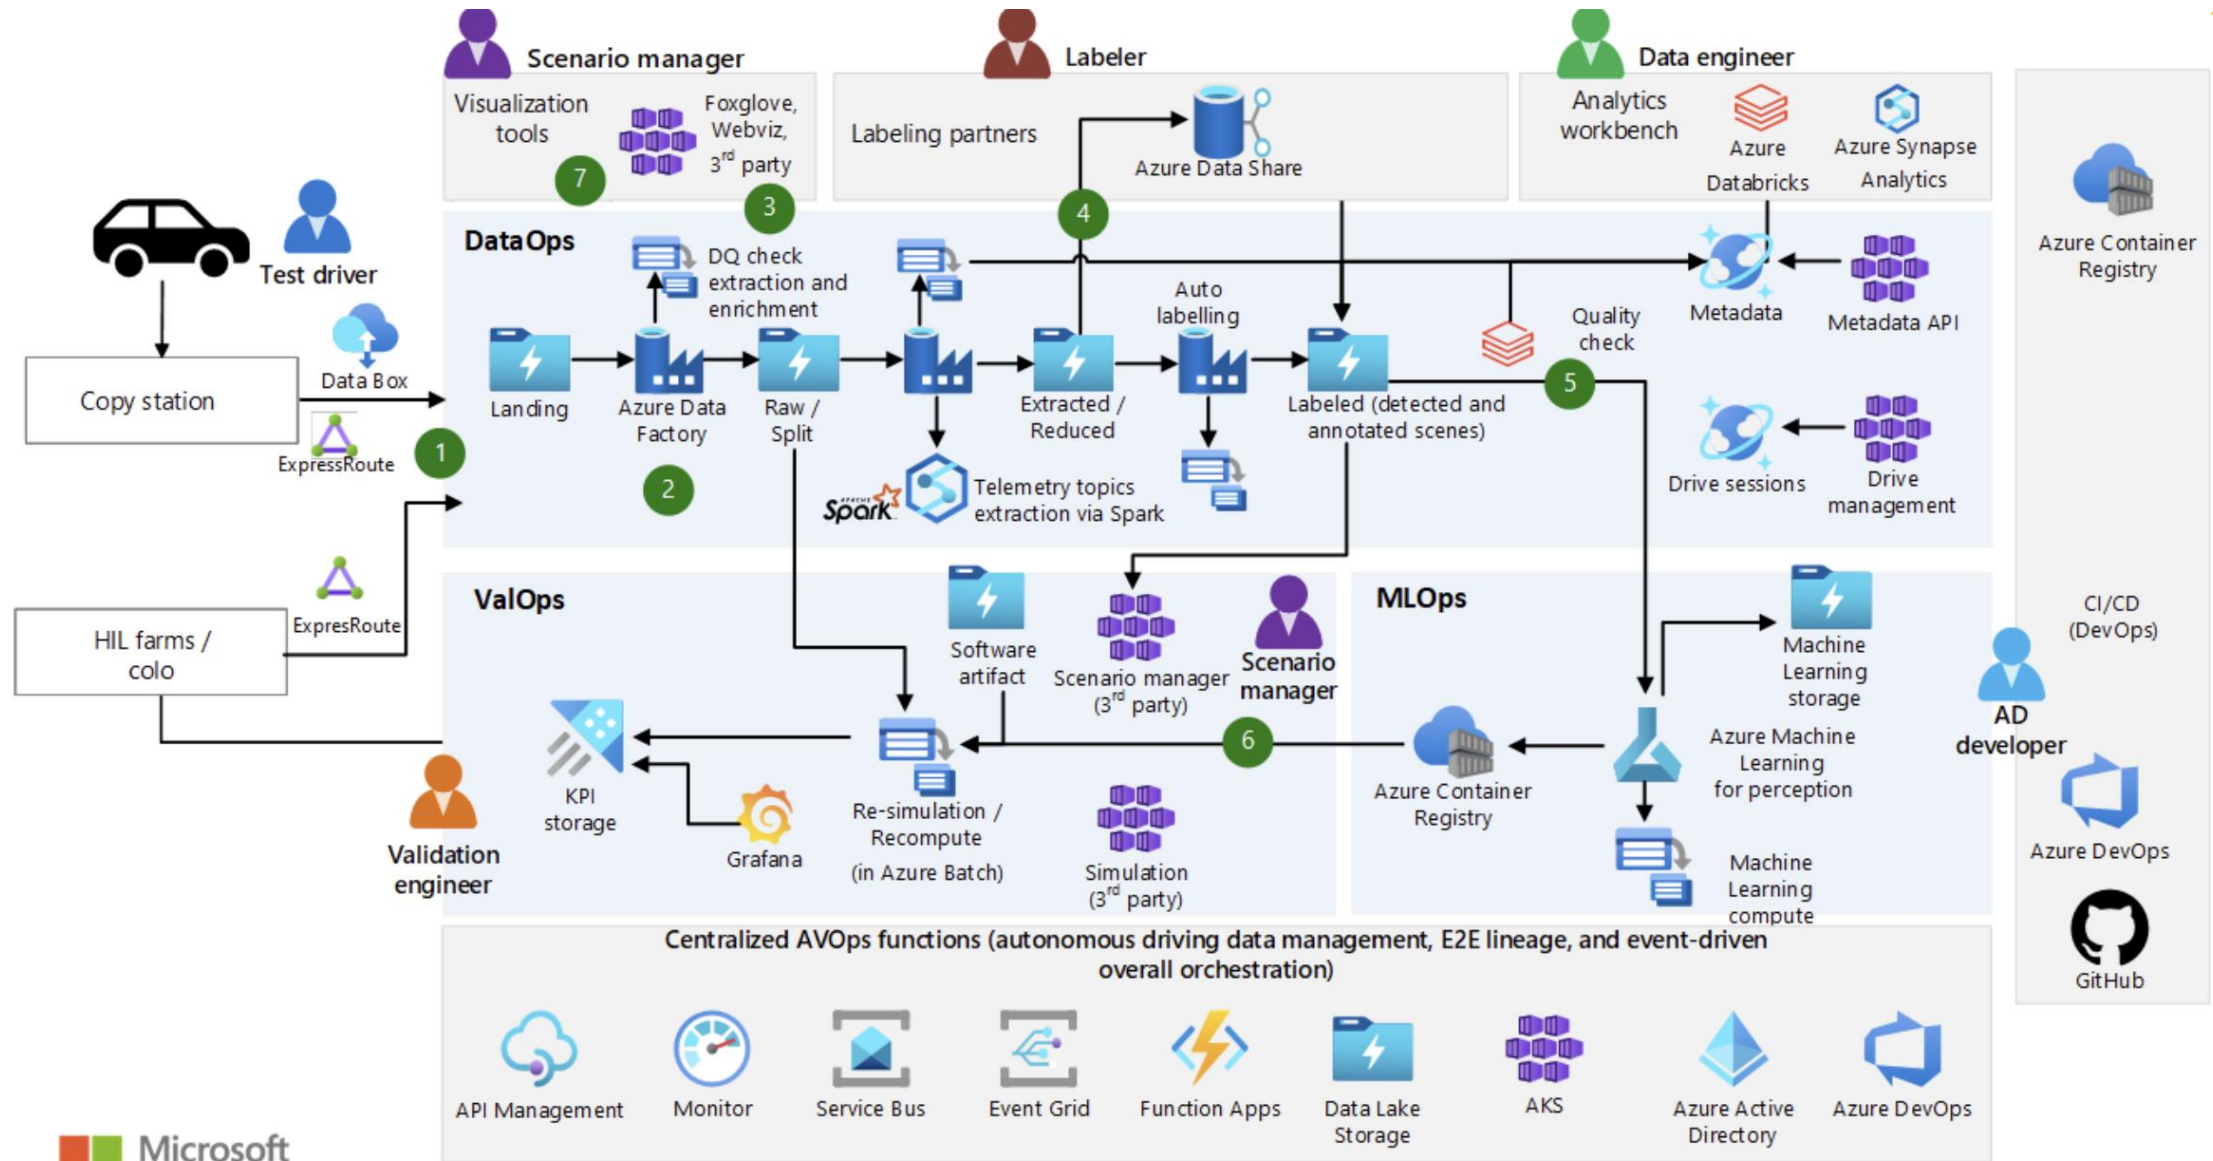 Scenario manager
Visualization
tools
Foxglove,
Webviz,
3rd party
7
3
Labeler
Labeling partners
Azure Data Share
4
Data engineer
Analytics
workbench
Azure
Databricks
Azure Synapse
Analytics
Test driver
Copy station
Data Box
ExpressRoute
1
HIL farms /
colo
ExpresRoute
DataOps
Landing
Azure Data
Factory
2
DQ check
extraction and
enrichment
Raw /
Split
APACHE
Spark
Telemetry topics
extraction via Spark
Extracted /
Reduced
Auto
labelling
Labeled (detected and
annotated scenes)
Quality
check
5
Metadata
Metadata API
Drive sessions
Drive
management
ValOps
Software
artifact
Scenario manager
(3rd party)
Scenario
manager
KPI
storage
Grafana
Re-simulation /
Recompute
(in Azure Batch)
Simulation
(3rd party)
6
Validation
engineer
MLOps
Machine
Learning
storage
Azure Container
Registry
Azure Machine
Learning
for perception
Machine
Learning
compute
Azure Container
Registry
CI/CD
(DevOps)
AD
developer
Azure DevOps
GitHub
Centralized AVOps functions (autonomous driving data management, E2E lineage, and event-driven
overall orchestration)
API Management
Monitor
Service Bus
Event Grid
Function Apps
Data Lake
Storage
AKS
Azure Active
Directory
Azure DevOps
Microsoft